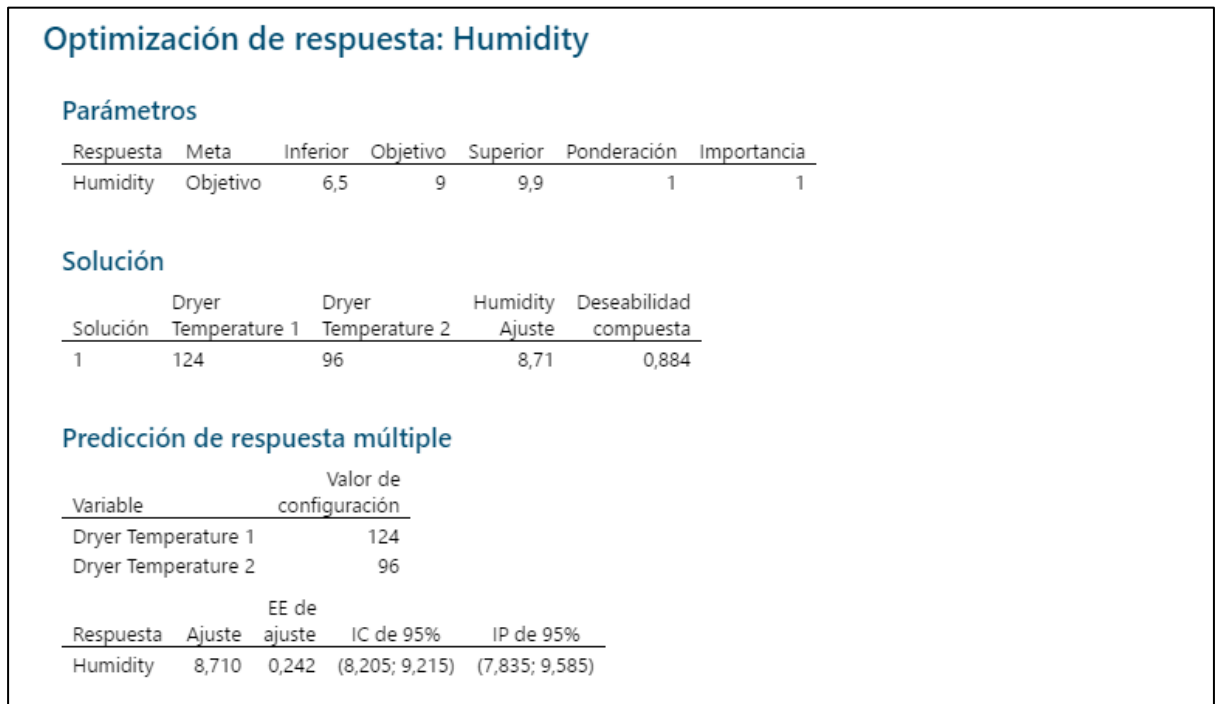 Optimización de respuesta: Humidity
Parámetros
Respuesta Meta Inferior Objetivo Superior Ponderación Importancia
Humidity Objetivo 6,5 9 9,9 1 1
Solución
Dryer Dryer Humidity Deseabilidad
Solución Temperature 1 Temperature 2 Ajuste compuesta
1 124 96 8,71 0,884
Predicción de respuesta múltiple
Valor de
Variable configuración
Dryer Temperature 1 124
Dryer Temperature 2 96
EE de
Respuesta Ajuste ajuste IC de 95% IP de 95%
Humidity 8,710 0,242 (8,205; 9,215) (7,835; 9,585)